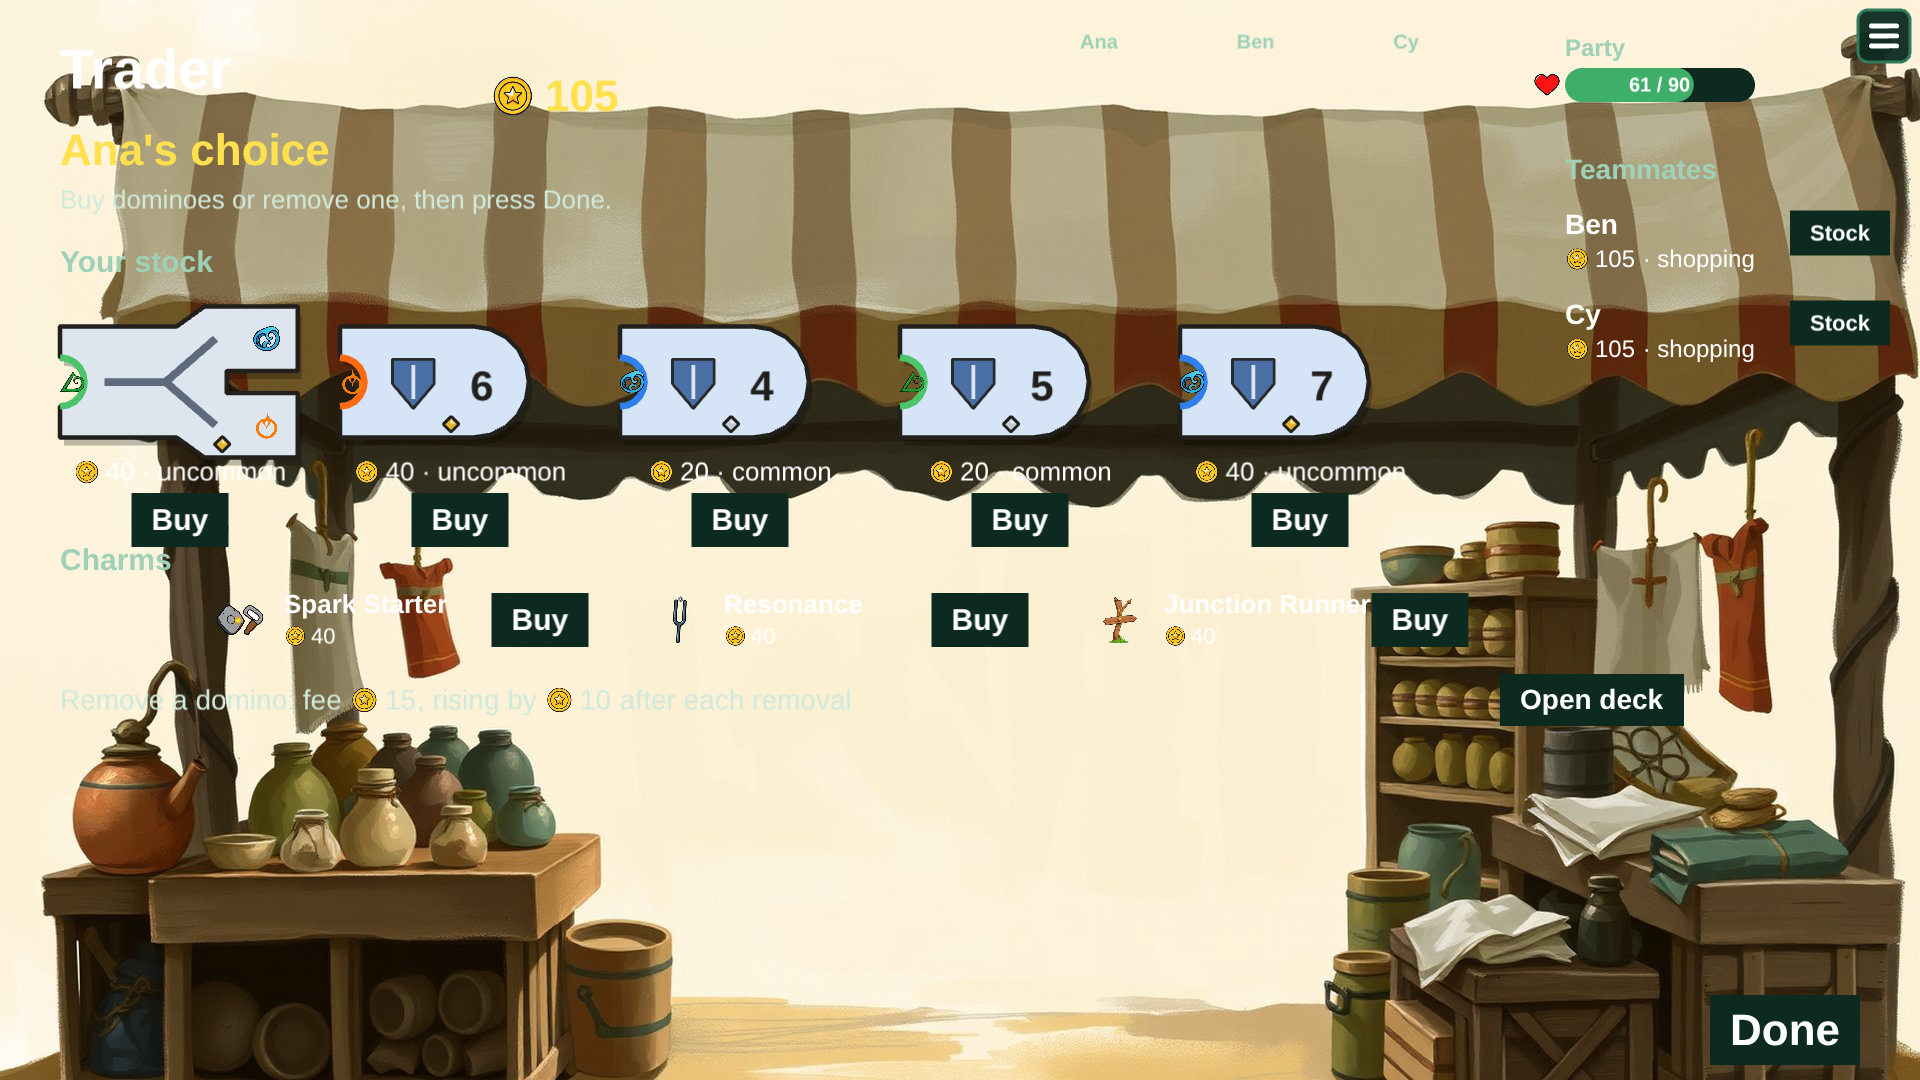 Trader
105
Ana
Ben
Cy
Party
61 / 90
Ana's choice
Buy dominoes or remove one, then press Done.
Teammates
Ben
105 · shopping
Stock
Cy
105 · shopping
Stock
Your stock
6
4
5
7
40 · uncommon
40 · uncommon
20 · common
20 · common
40 · uncommon
Buy
Buy
Buy
Buy
Buy
Charms
Spark Starter
40
Buy
Resonance
40
Buy
Junction Runner
40
Buy
Remove a domino: fee 15, rising by 10 after each removal
Open deck
Done